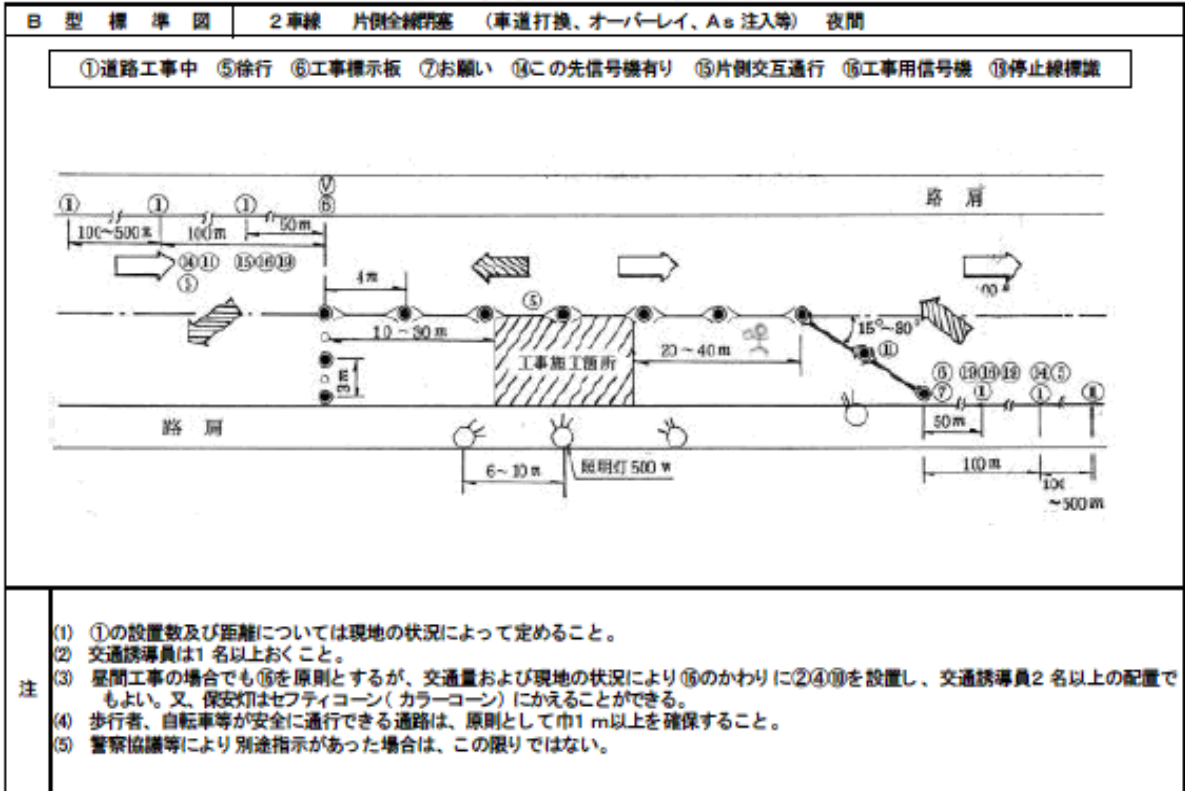 B 型 標 準 図 2車線 片側全線閉塞 (車道打換、オーバーレイ、As 注入等) 夜間
①道路工事中 ⑤徐行 ⑥工事標示板 ⑦お願い ⑭この先信号機有り ⑮片側交互通行 ⑯工事用信号機 ⑲停止線標識
路 肩
① ① ① Ⓥ
⑥
100~500m 100m 50m
⑭⑪ ⑮⑯⑲
⑤
4m
⑤
10~30m
工事施工箇所
20~40m
15°~80°
⑪
3m
⑥ ⑲⑯⑲ ⑭⑤
⑦ ① ①
50m
路 肩
6~10m
照明灯500w
100m
100
~500m
注
(1) ①の設置数及び距離については現地の状況によって定めること。
(2) 交通誘導員は1名以上おくこと。
(3) 昼間工事の場合でも⑯を原則とするが、交通量および現地の状況により⑯のかわりに②④⑩を設置し、交通誘導員2名以上の配置で
もよい。又、保安灯はセフティコーン(カラーコーン)にかえることができる。
(4) 歩行者、自転車等が安全に通行できる通路は、原則として巾1m以上を確保すること。
(5) 警察協議等により別途指示があった場合は、この限りではない。